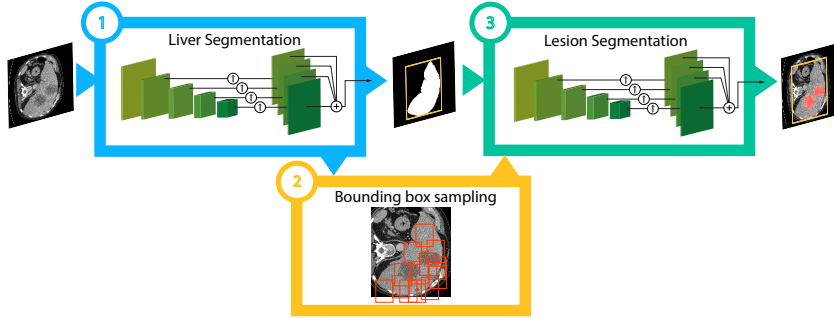 1
Liver Segmentation
3
Lesion Segmentation
2
Bounding box sampling